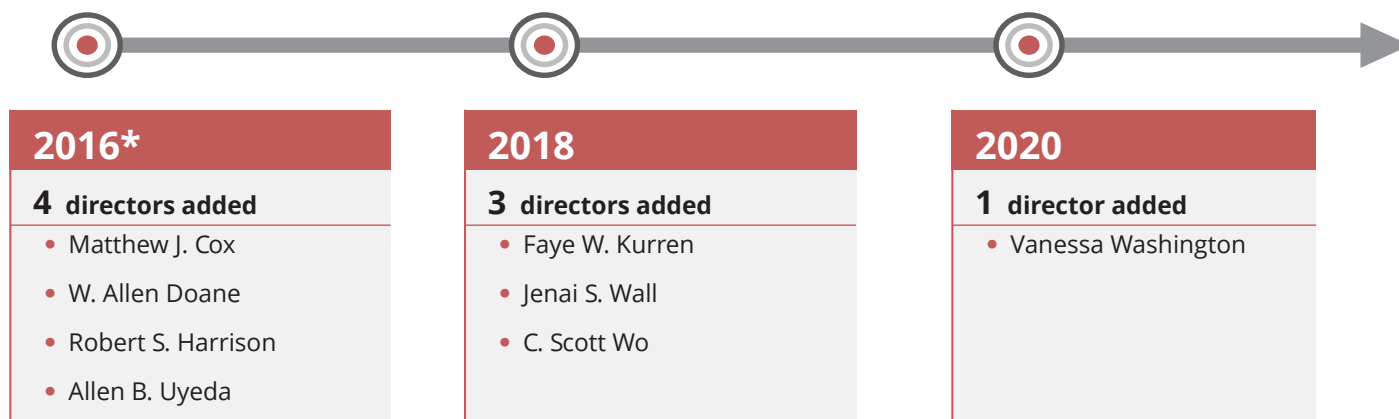 2016*
4 directors added
• Matthew J. Cox
• W. Allen Doane
• Robert S. Harrison
• Allen B. Uyeda
2018
3 directors added
• Faye W. Kurren
• Jenai S. Wall
• C. Scott Wo
2020
1 director added
• Vanessa Washington